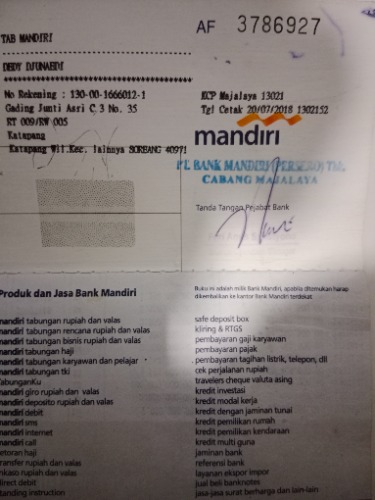 AF 3786927
TAB MANDIRI
DEDY DJUNAEDI
No Rekening : 130-00-1666012-1
Gading Junti Asri C 3 No. 35
RT 009/RW 005
Katapang
Katapang Wil.Kec. lainnya SOREANG 40971
KCP Majalaya 13021
Tgl Cetak 20/07/2018 1302152
mandiri
PT. BANK MANDIRI (PERSERO) Tbk.
CABANG MAJALAYA
Tanda Tangan Pejabat Bank
Produk dan Jasa Bank Mandiri
mandiri tabungan rupiah dan valas
mandiri tabungan rencana rupiah dan valas
mandiri tabungan bisnis rupiah dan valas
mandiri tabungan haji
mandiri tabungan karyawan dan pelajar
mandiri tabungan tki
TabunganKu
mandiri giro rupiah dan valas
mandiri deposito rupiah dan valas
mandiri debit
mandiri sms
mandiri internet
mandiri call
setoran haji
transfer rupiah dan valas
inkaso rupiah dan valas
direct debit
standing instruction
Buku ini adalah milik Bank Mandiri, apabila ditemukan harap
dikembalikan ke kantor Bank Mandiri terdekat
safe deposit box
kliring & RTGS
pembayaran gaji karyawan
pembayaran pajak
pembayaran tagihan listrik, telepon, dll
cek perjalanan rupiah
travelers cheque valuta asing
kredit investasi
kredit modal kerja
kredit dengan jaminan tunai
kredit pemilikan rumah
kredit pemilikan kendaraan
kredit multi guna
jaminan bank
referensi bank
layanan ekspor impor
jual beli banknotes
jasa-jasa surat berharga dan lain-lain